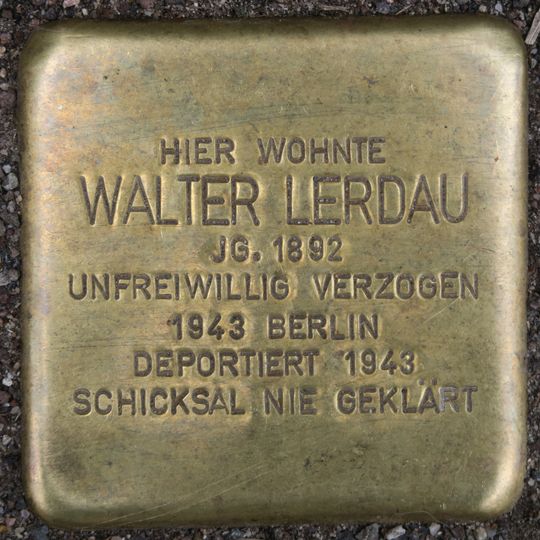 HIER WOHNTE
WALTER LERDAU
JG. 1892
UNFREIWILLIG VERZOGEN
1943 BERLIN
DEPORTIERT 1943
SCHICKSAL NIE GEKLÄRT